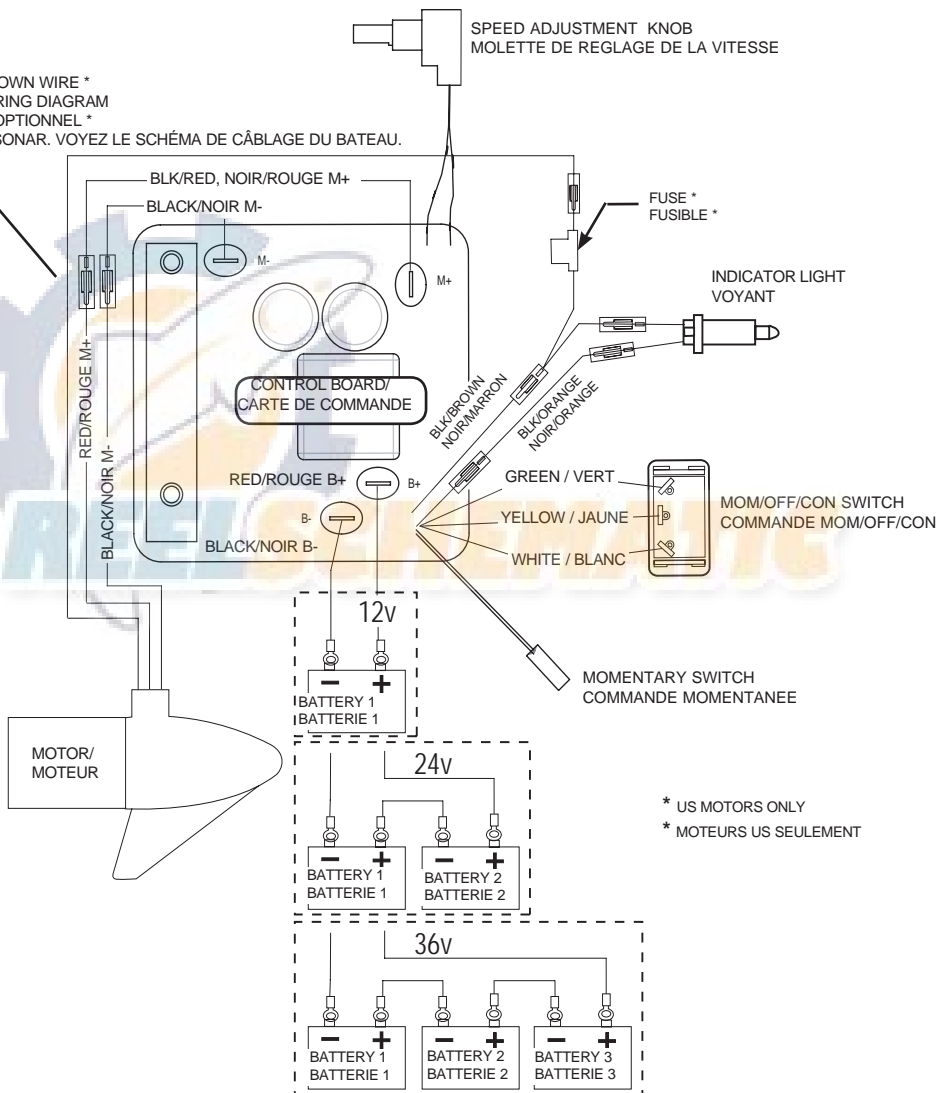 SPEED ADJUSTMENT KNOB
MOLETTE DE REGLAGE DE LA VITESSE
OWN WIRE *
RING DIAGRAM
OPTIONNEL *
SONAR. VOYEZ LE SCHÉMA DE CÂBLAGE DU BATEAU.
BLK/RED, NOIR/ROUGE M+
BLACK/NOIR M-
FUSE *
FUSIBLE *
M-
M+
INDICATOR LIGHT
VOYANT
RED/ROUGE M+
BLACK/NOIR M-
CONTROL BOARD/
CARTE DE COMMANDE
BLK/BROWN
NOIR/MARRON
BLK/ORANGE
NOIR/ORANGE
RED/ROUGE B+
B+
B-
BLACK/NOIR B-
GREEN / VERT
YELLOW / JAUNE
WHITE / BLANC
MOM/OFF/CON SWITCH
COMMANDE MOM/OFF/CON
REELSCHEMATIC
12v
MOMENTARY SWITCH
COMMANDE MOMENTANEE
- +
BATTERY 1
BATTERIE 1
MOTOR/
MOTEUR
24v
- + - +
BATTERY 1 BATTERY 2
BATTERIE 1 BATTERIE 2
* US MOTORS ONLY
* MOTEURS US SEULEMENT
36v
- + - + - +
BATTERY 1 BATTERY 2 BATTERY 3
BATTERIE 1 BATTERIE 2 BATTERIE 3